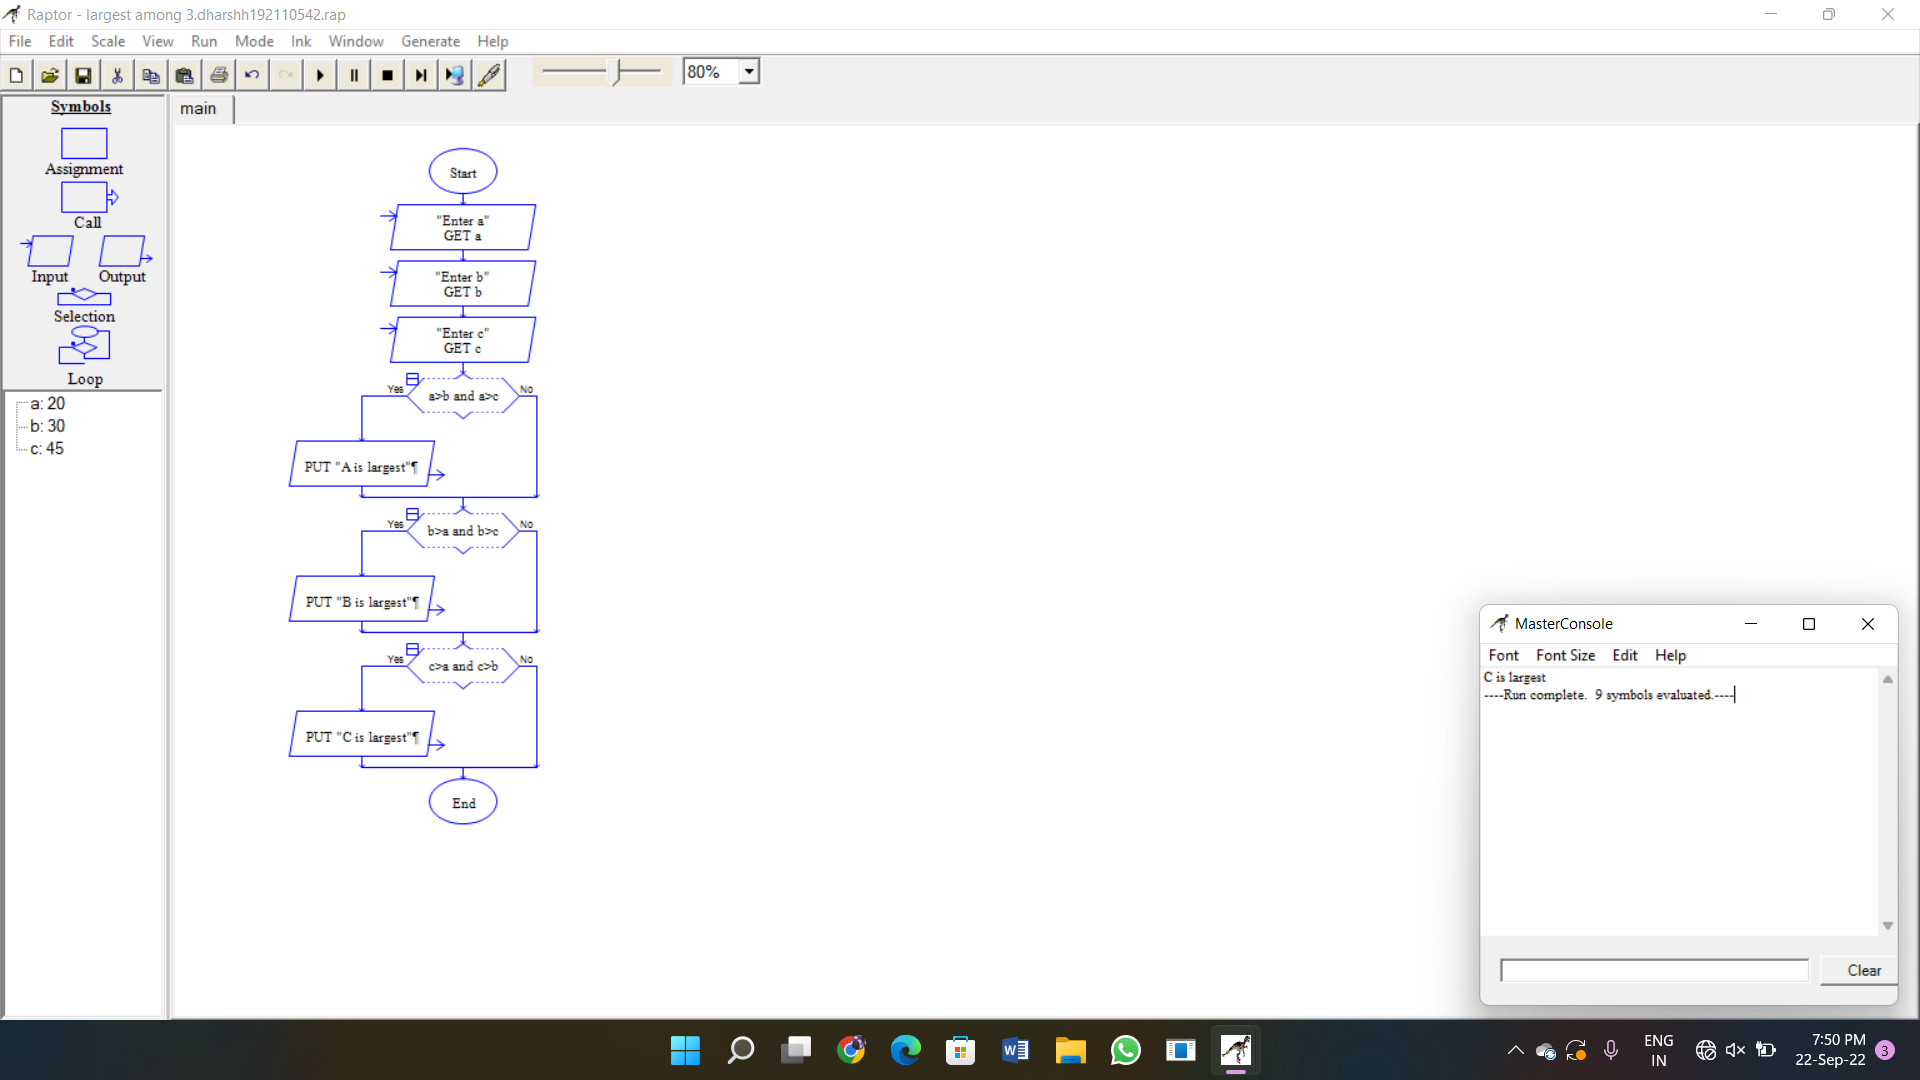 Raptor - largest among 3.dharshh192110542.rap
File Edit Scale View Run Mode Ink Window Generate Help
80%
Symbols
Assignment
Call
Input Output
Selection
Loop
a: 20
b: 30
c: 45
main
Start
"Enter a"
GET a
"Enter b"
GET b
"Enter c"
GET c
Yes a>b and a>c No
PUT "A is largest"¶
Yes b>a and b>c No
PUT "B is largest"¶
Yes c>a and c>b No
PUT "C is largest"¶
End
MasterConsole
Font Font Size Edit Help
C is largest
----Run complete. 9 symbols evaluated.----
Clear
ENG
IN
7:50 PM
22-Sep-22
3